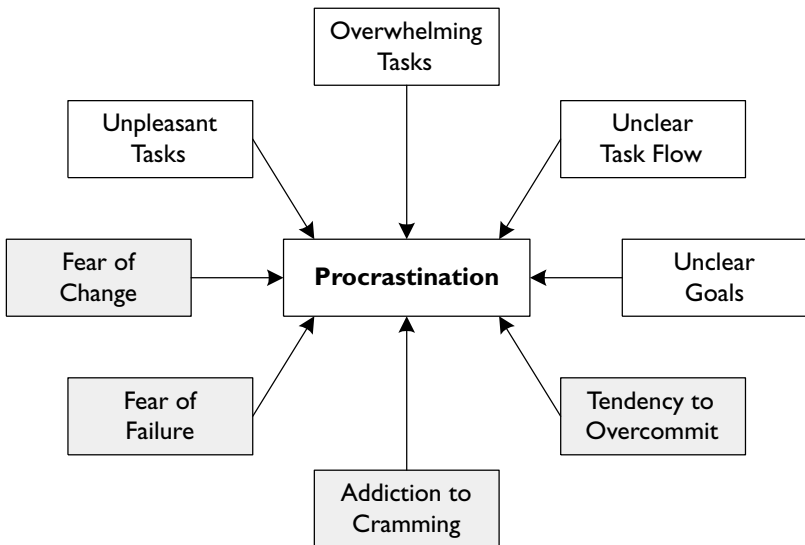 Overwhelming
Tasks
Unpleasant
Tasks
Unclear
Task Flow
Fear of
Change
Procrastination
Unclear
Goals
Fear of
Failure
Tendency to
Overcommit
Addiction to
Cramming